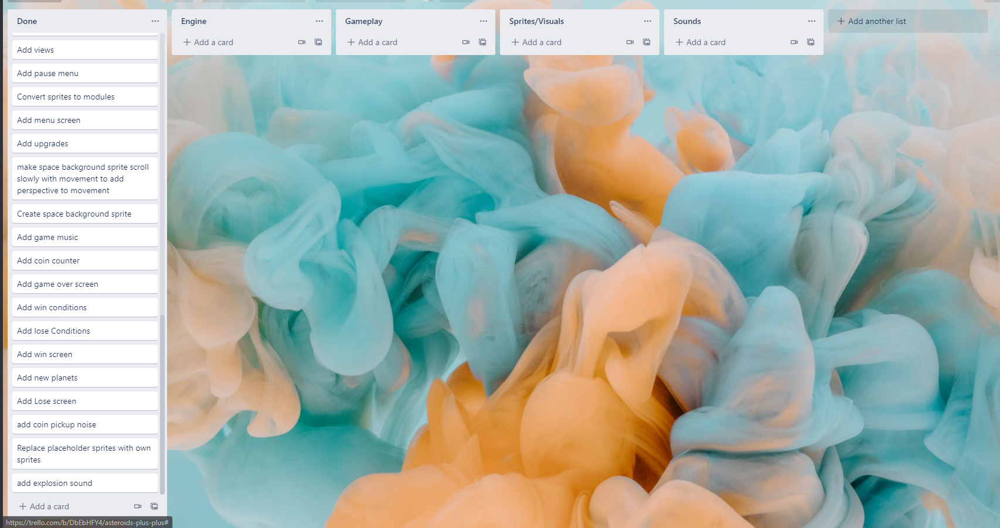 Done
Add views
Add pause menu
Convert sprites to modules
Add menu screen
Add upgrades
make space background sprite scroll
slowly with movement to add
perspective to movement
Create space background sprite
Add game music
Add coin counter
Add game over screen
Add win conditions
Add lose Conditions
Add win screen
Add new planets
Add Lose screen
add coin pickup noise
Replace placeholder sprites with own
sprites
add explosion sound
+ Add a card
Engine
+ Add a card
Gameplay
+ Add a card
Sprites/Visuals
+ Add a card
Sounds
+ Add a card
+ Add another list
https://trello.com/b/DbEbHFY4/asteroids-plus-plus#